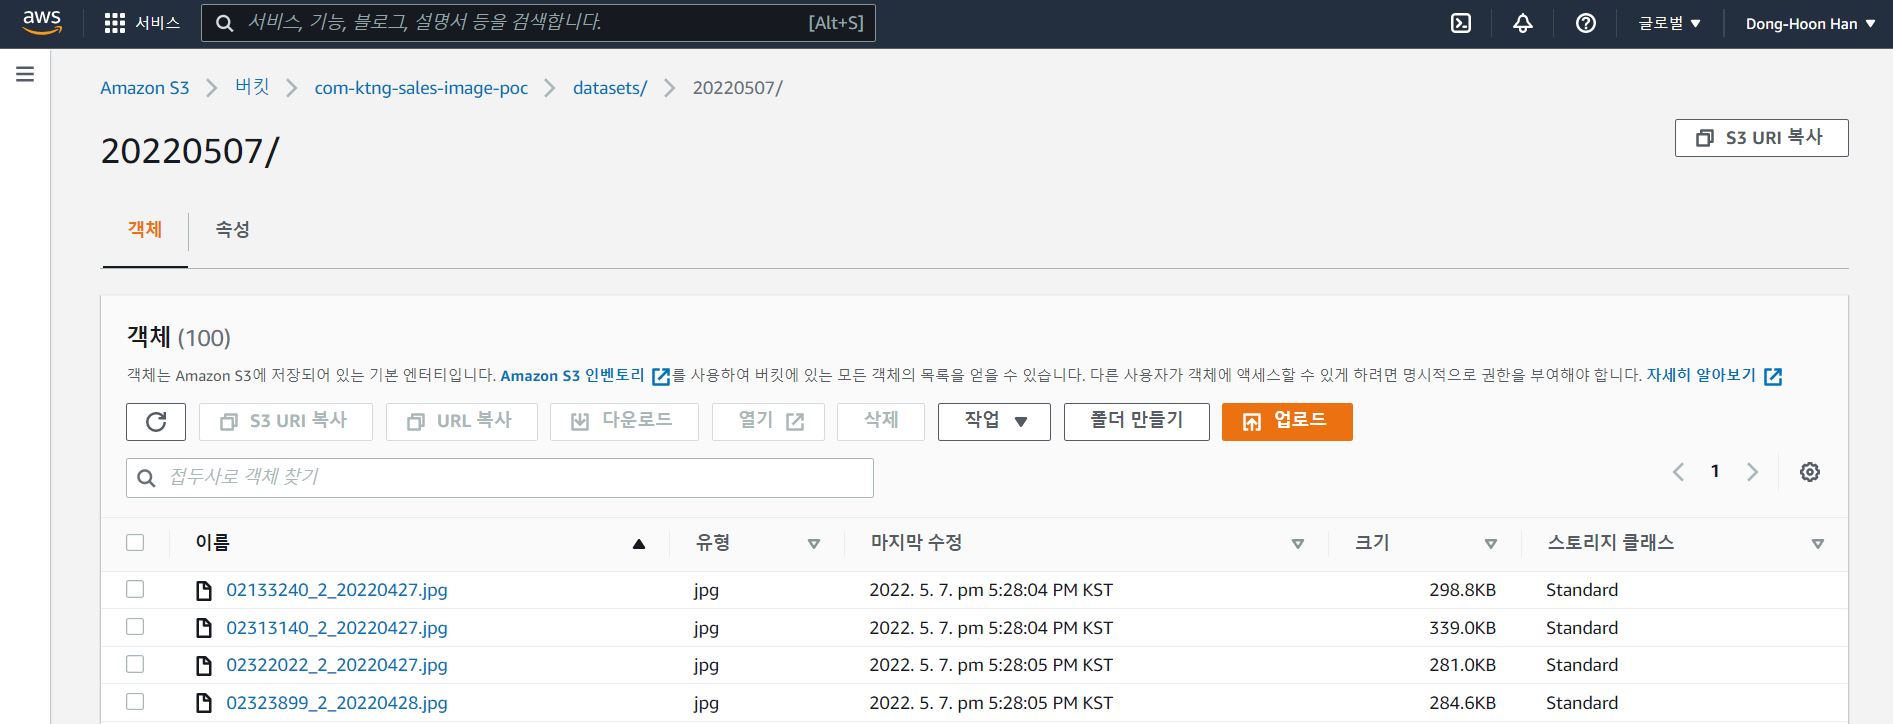 aws 서비스 서비스, 기능, 블로그, 설명서 등을 검색합니다. [Alt+S] 글로벌 Dong-Hoon Han
Amazon S3 버킷 com-ktng-sales-image-poc datasets/ 20220507/
20220507/
S3 URI 복사
객체 속성
객체 (100)
객체는 Amazon S3에 저장되어 있는 기본 엔터티입니다. Amazon S3 인벤토리 를 사용하여 버킷에 있는 모든 객체의 목록을 얻을 수 있습니다. 다른 사용자가 객체에 액세스할 수 있게 하려면 명시적으로 권한을 부여해야 합니다. 자세히 알아보기
S3 URI 복사 URL 복사 다운로드 열기 삭제 작업 폴더 만들기 업로드
접두사로 객체 찾기 1
이름 유형 마지막 수정 크기 스토리지 클래스
02133240_2_20220427.jpg jpg 2022. 5. 7. pm 5:28:04 PM KST 298.8KB Standard
02313140_2_20220427.jpg jpg 2022. 5. 7. pm 5:28:04 PM KST 339.0KB Standard
02322022_2_20220427.jpg jpg 2022. 5. 7. pm 5:28:05 PM KST 281.0KB Standard
02323899_2_20220428.jpg jpg 2022. 5. 7. pm 5:28:05 PM KST 284.6KB Standard